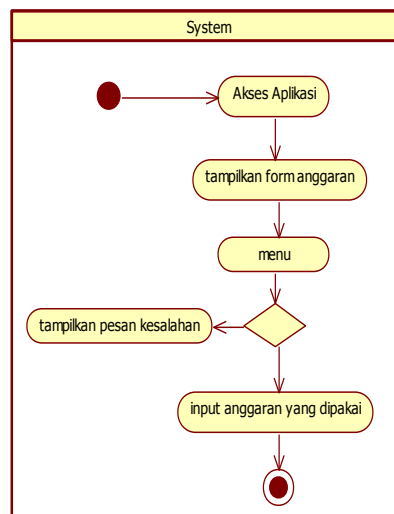 System
Akses Aplikasi
tampilkan form anggaran
menu
tampilkan pesan kesalahan
input anggaran yang dipakai